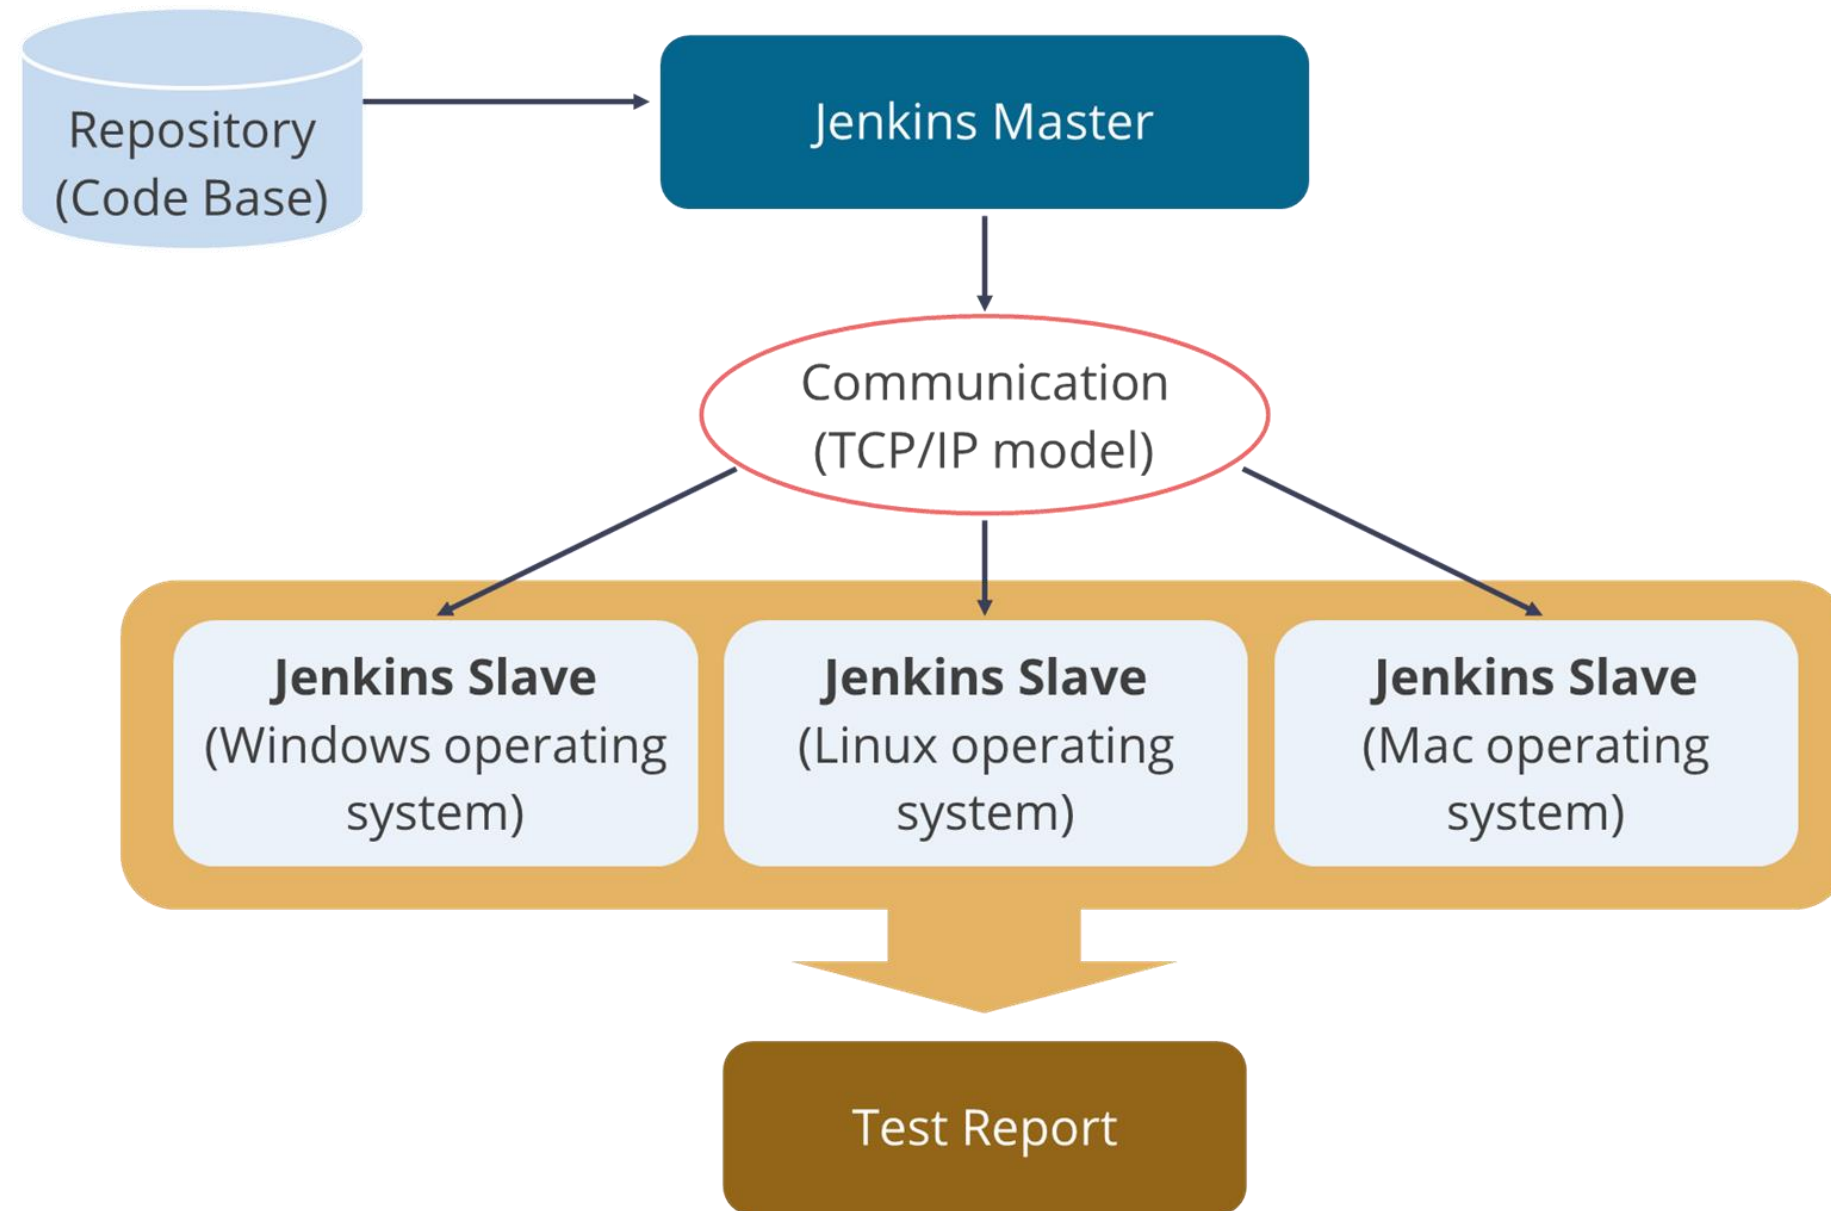 Repository
(Code Base)
Jenkins Master
Communication
(TCP/IP model)
Jenkins Slave
(Windows operating
system)
Jenkins Slave
(Linux operating
system)
Jenkins Slave
(Mac operating
system)
Test Report